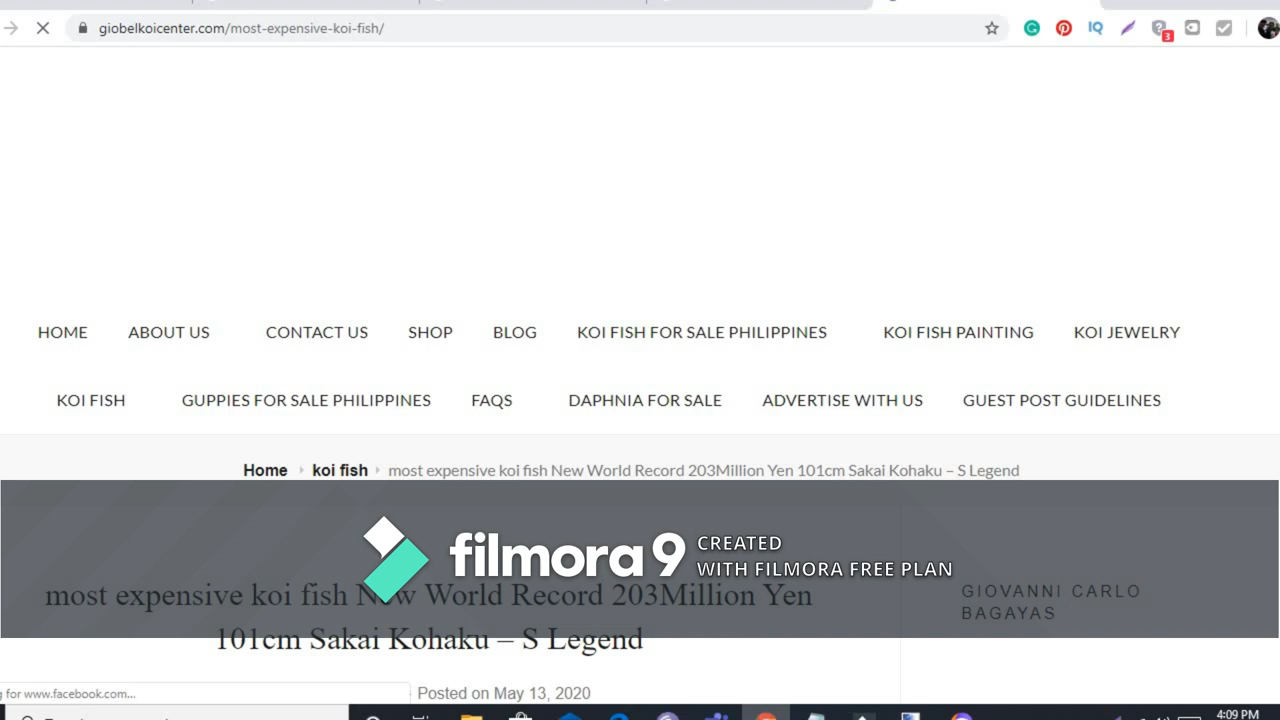 giobelkoicenter.com/most-expensive-koi-fish/
3
HOME ABOUT US CONTACT US SHOP BLOG KOI FISH FOR SALE PHILIPPINES KOI FISH PAINTING KOI JEWELRY
KOI FISH GUPPIES FOR SALE PHILIPPINES FAQS DAPHNIA FOR SALE ADVERTISE WITH US GUEST POST GUIDELINES
Home koi fish most expensive koi fish New World Record 203Million Yen 101cm Sakai Kohaku – S Legend
filmora9 CREATED
WITH FILMORA FREE PLAN
most expensive koi fish New World Record 203Million Yen
101cm Sakai Kohaku – S Legend
GIOVANNI CARLO
BAGAYAS
for www.facebook.com...
Posted on May 13, 2020
4:09 PM